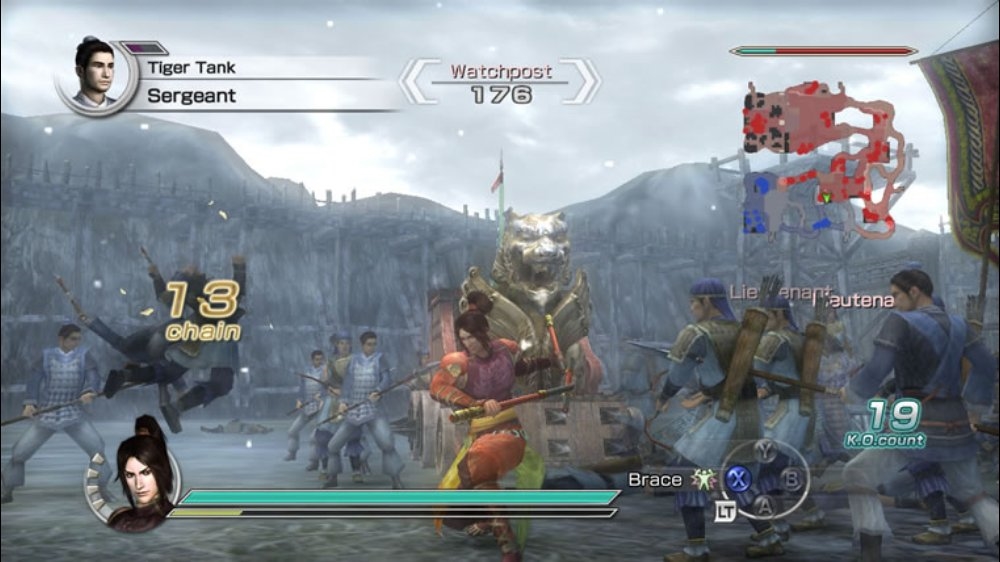 Tiger Tank
Sergeant
Watchpost
176
13
chain
Lieutenant
19
K.O.count
Brace
X
Y
B
A
LT